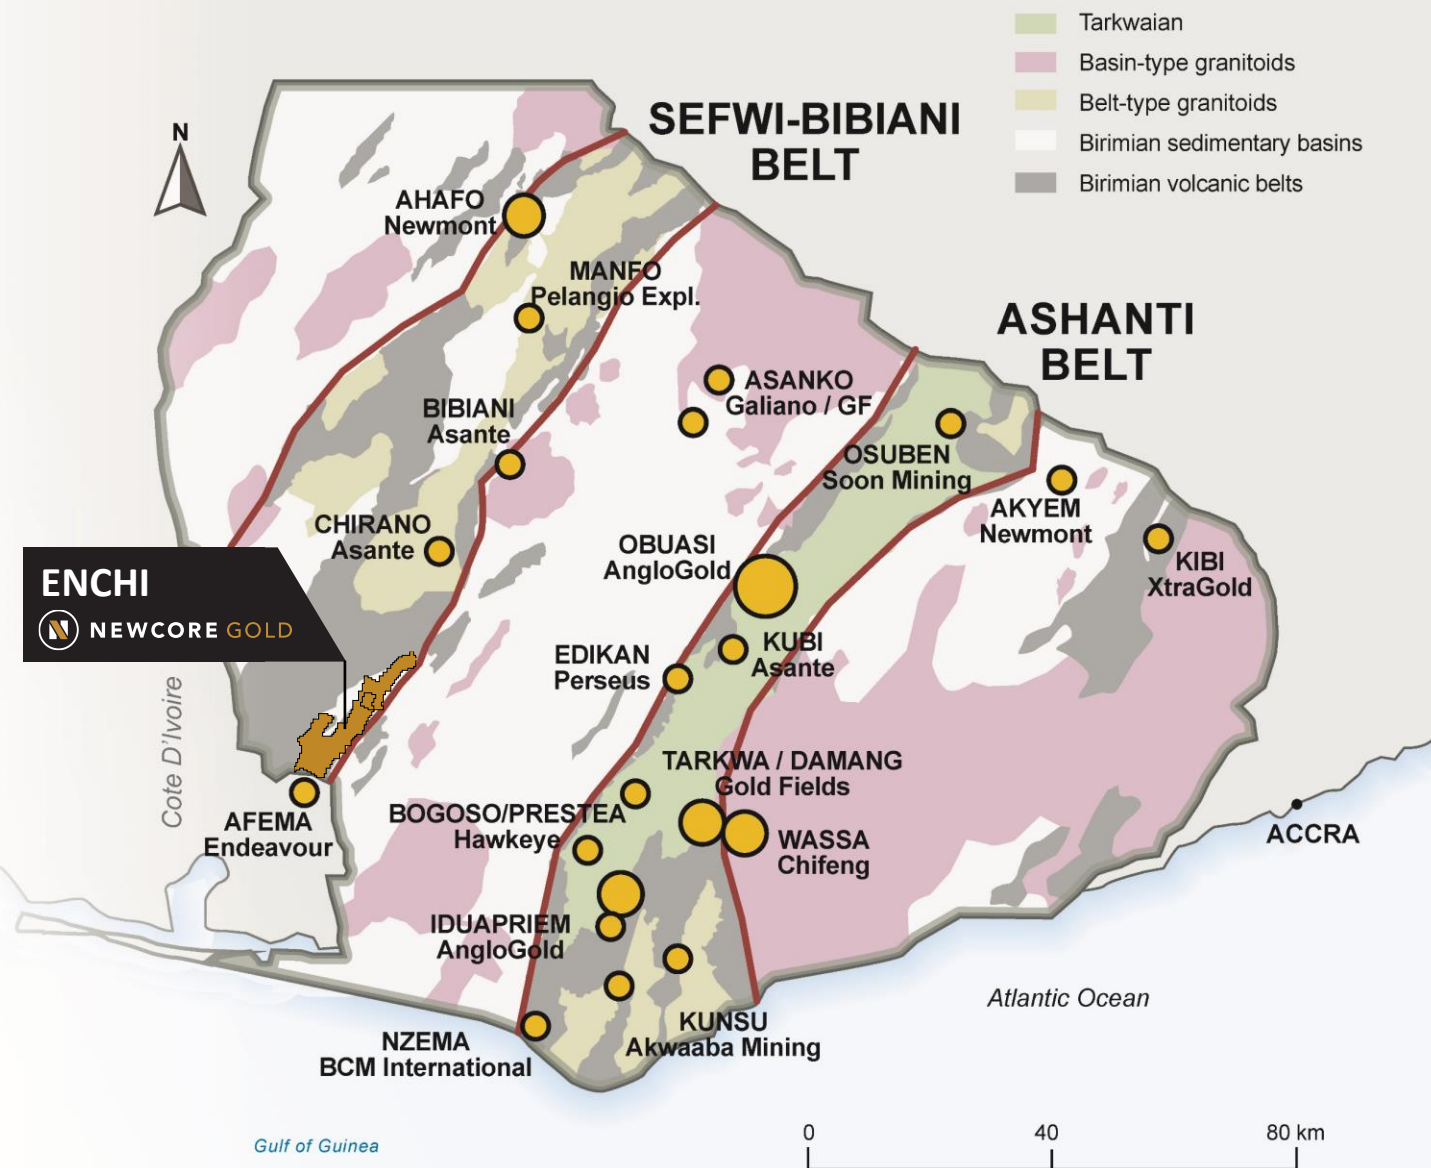 Tarkwaian
Basin-type granitoids
Belt-type granitoids
Birimian sedimentary basins
Birimian volcanic belts
N
SEFWI-BIBIANI
BELT
AHAFO
Newmont
MANFO
Pelangio Expl.
ASHANTI
BELT
ASANKO
Galiano / GF
BIBIANI
Asante
OSUBEN
Soon Mining
AKYEM
Newmont
CHIRANO
Asante
OBUASI
AngloGold
KIBI
XtraGold
ENCHI
NEWCORE GOLD
KUBI
Asante
EDIKAN
Perseus
Cote D'Ivoire
TARKWA / DAMANG
Gold Fields
BOGOSO/PRESTEA
Hawkeye
AFEMA
Endeavour
WASSA
Chifeng
ACCRA
IDUAPRIEM
AngloGold
Atlantic Ocean
KUNSU
Akwaaba Mining
NZEMA
BCM International
Gulf of Guinea
0 40 80 km